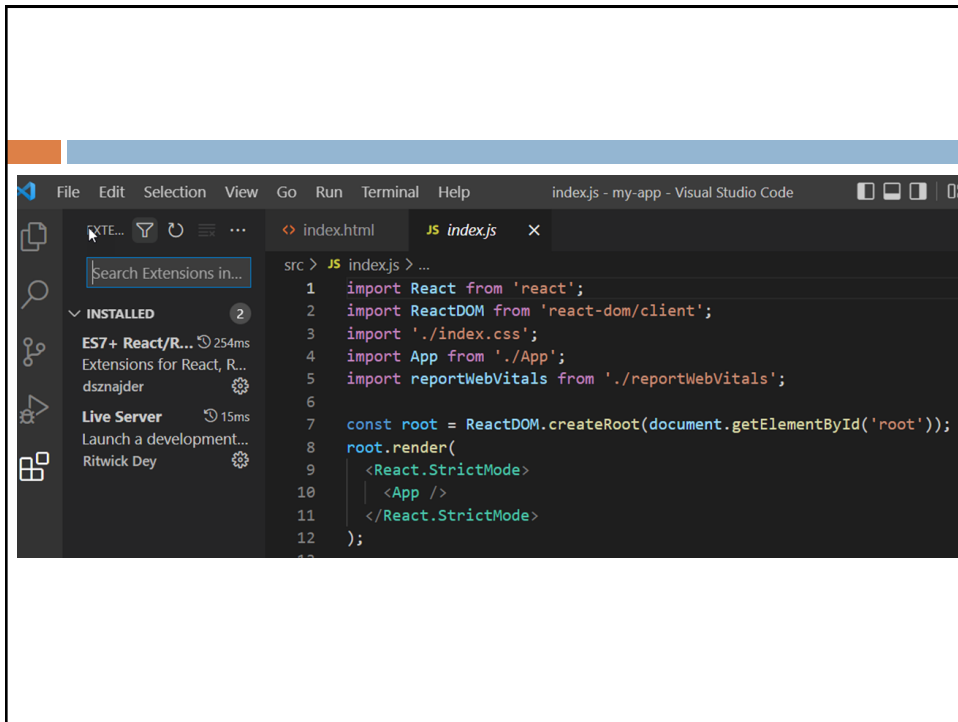 File Edit Selection View Go Run Terminal Help index.js - my-app - Visual Studio Code
EXTE...
Search Extensions in...
INSTALLED 2
ES7+ React/R... 254ms
Extensions for React, R...
dsznajder
Live Server 15ms
Launch a development...
Ritwick Dey
index.html JS index.js
src > JS index.js > ...
1 import React from 'react';
2 import ReactDOM from 'react-dom/client';
3 import './index.css';
4 import App from './App';
5 import reportWebVitals from './reportWebVitals';
6
7 const root = ReactDOM.createRoot(document.getElementById('root'));
8 root.render(
9 <React.StrictMode>
10 <App />
11 </React.StrictMode>
12 );